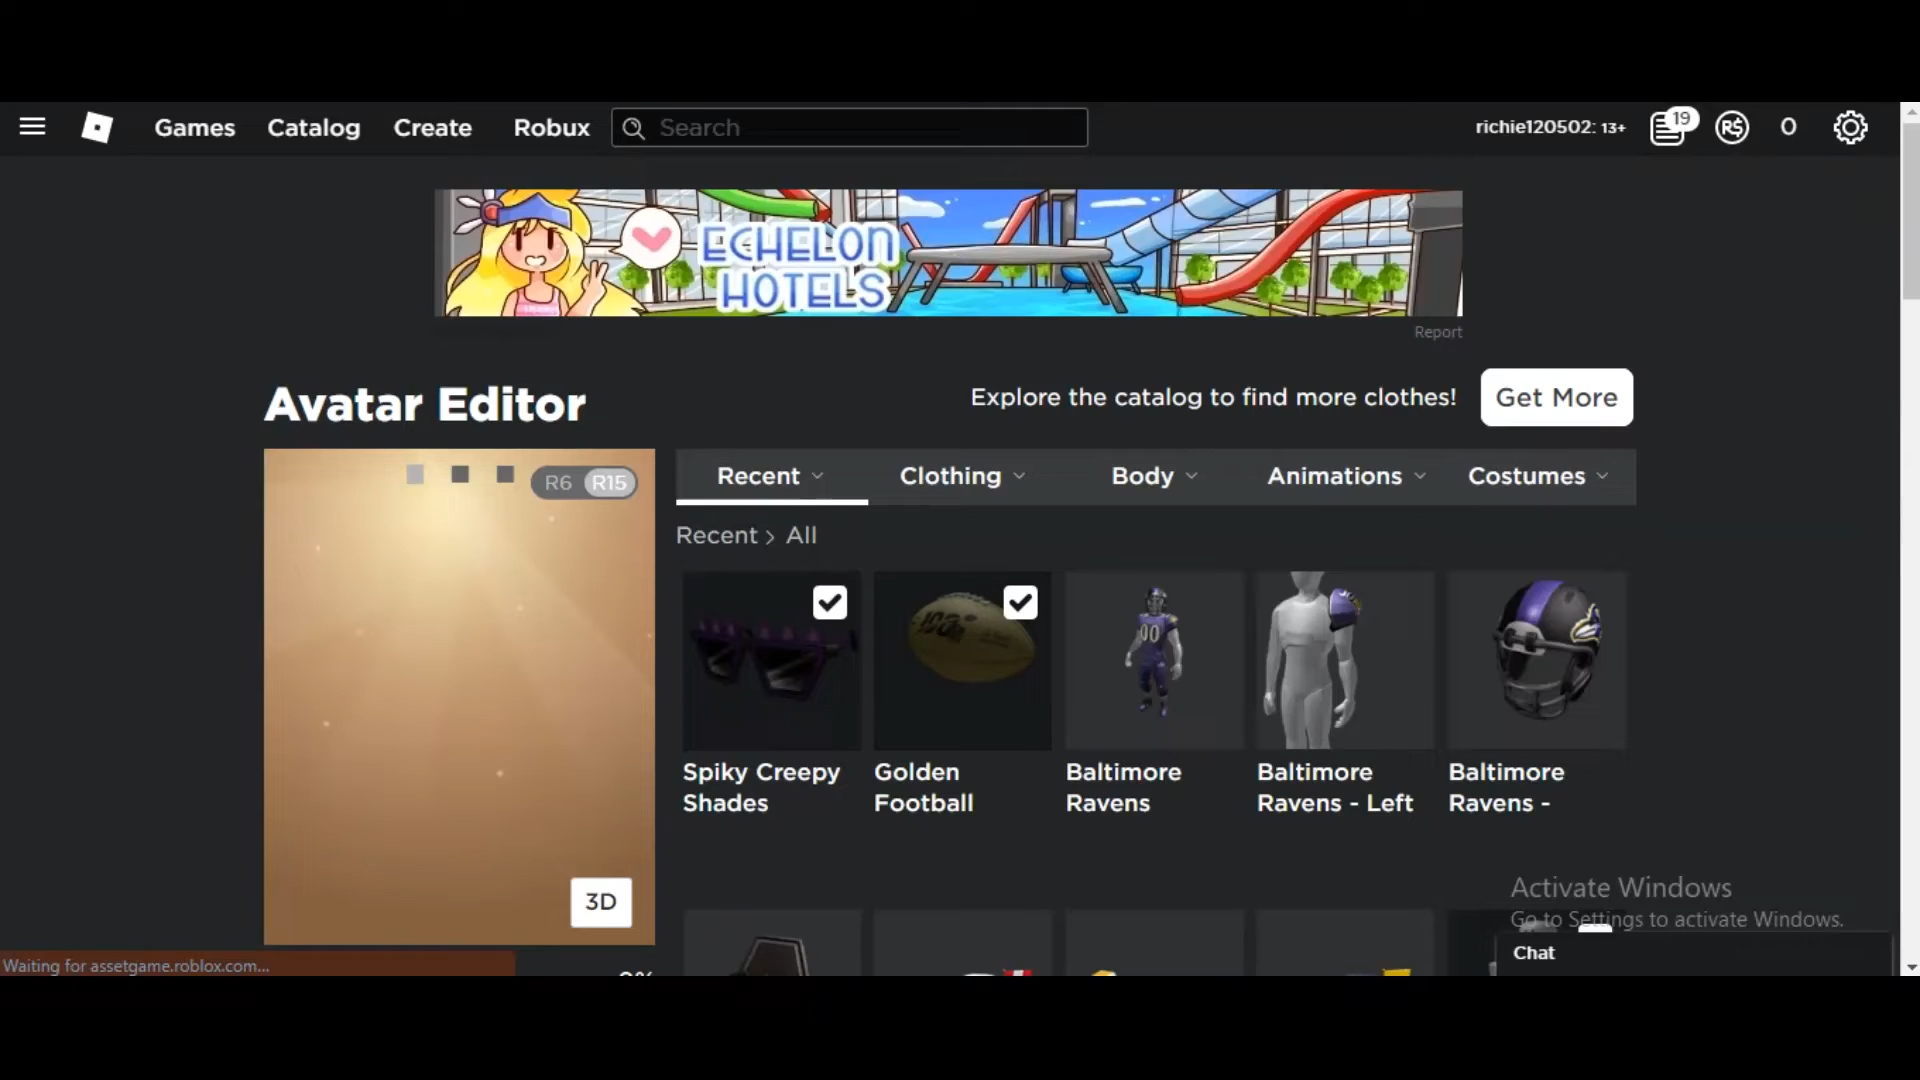 Games Catalog Create Robux Search richie120502: 13+ 19 R$ 0
ECHELON
HOTELS
Report
Avatar Editor
Explore the catalog to find more clothes! Get More
R6 R15
Recent Clothing Body Animations Costumes
Recent > All
100
00
Spiky Creepy
Shades
Golden
Football
Baltimore
Ravens
Baltimore
Ravens - Left
Baltimore
Ravens -
3D
Activate Windows
Go to Settings to activate Windows.
Chat
Waiting for assetgame.roblox.com...